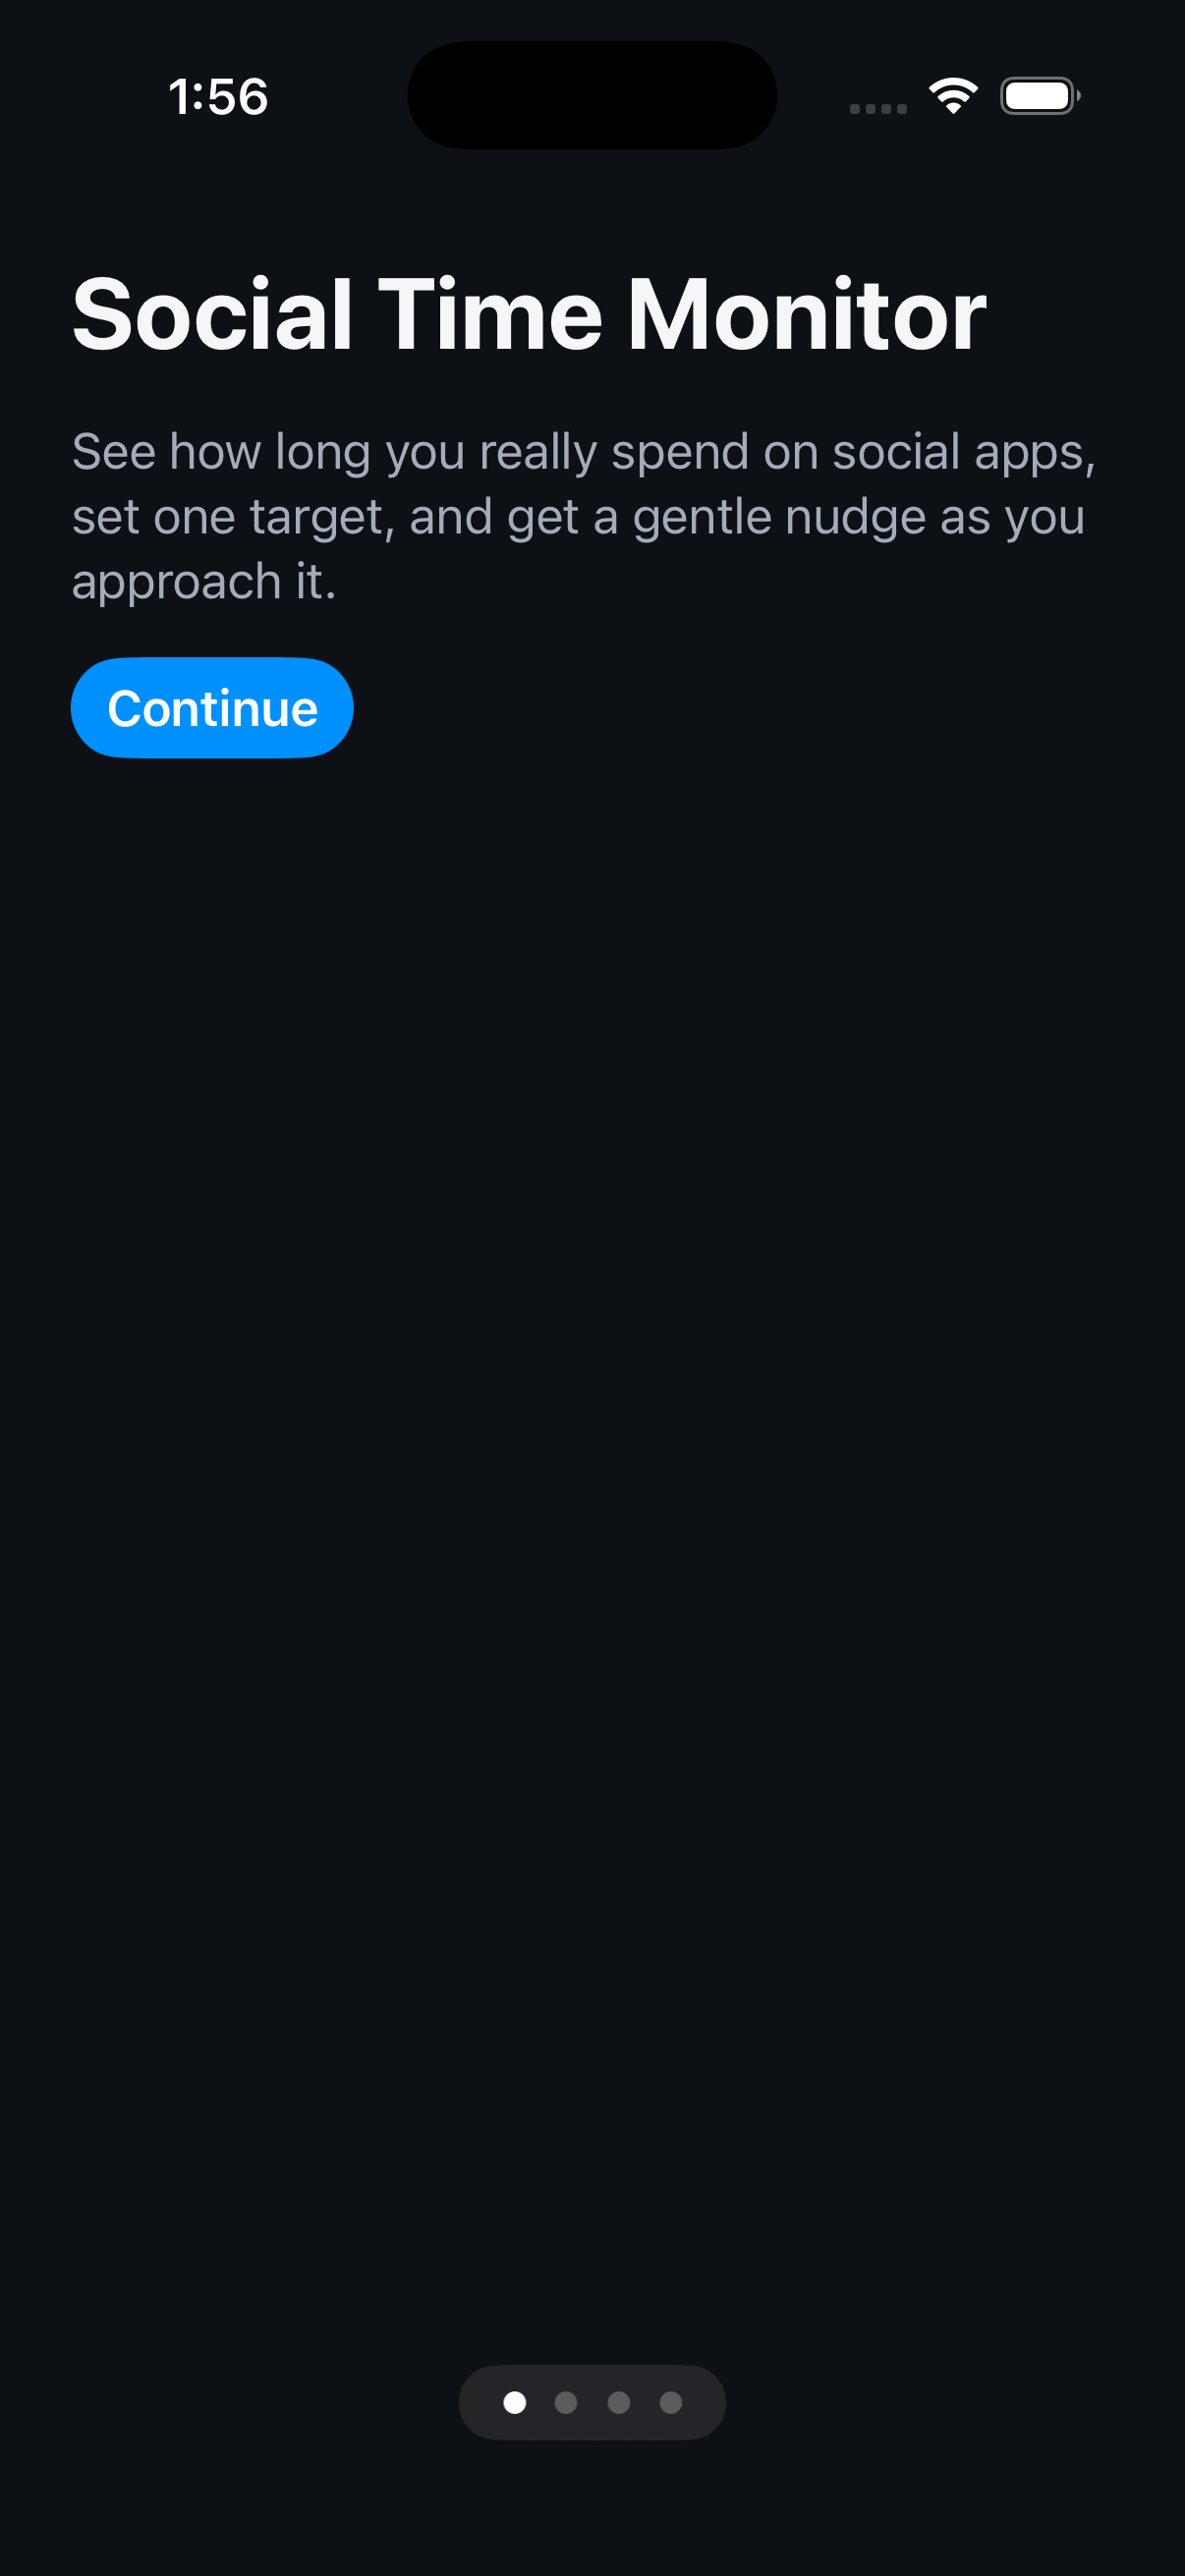 1:56
Social Time Monitor
See how long you really spend on social apps,
set one target, and get a gentle nudge as you
approach it.
Continue